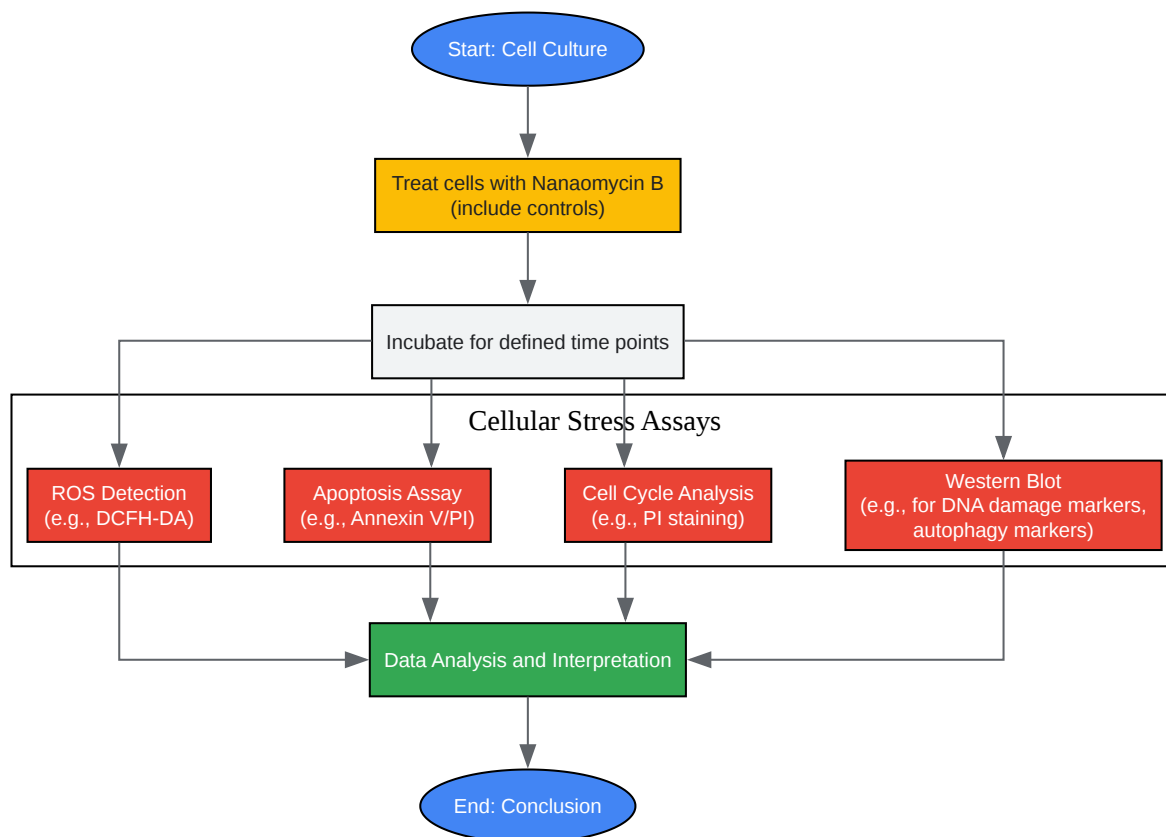 Start: Cell Culture
Treat cells with Nanaomycin B
(include controls)
Incubate for defined time points
Cellular Stress Assays
ROS Detection
(e.g., DCFH-DA)
Apoptosis Assay
(e.g., Annexin V/PI)
Cell Cycle Analysis
(e.g., PI staining)
Western Blot
(e.g., for DNA damage markers,
autophagy markers)
Data Analysis and Interpretation
End: Conclusion